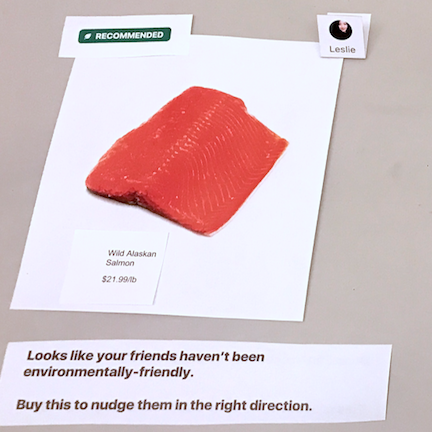 RECOMMENDED
Leslie
Wild Alaskan
Salmon
$21.99/lb
Looks like your friends haven't been
environmentally-friendly.
Buy this to nudge them in the right direction.